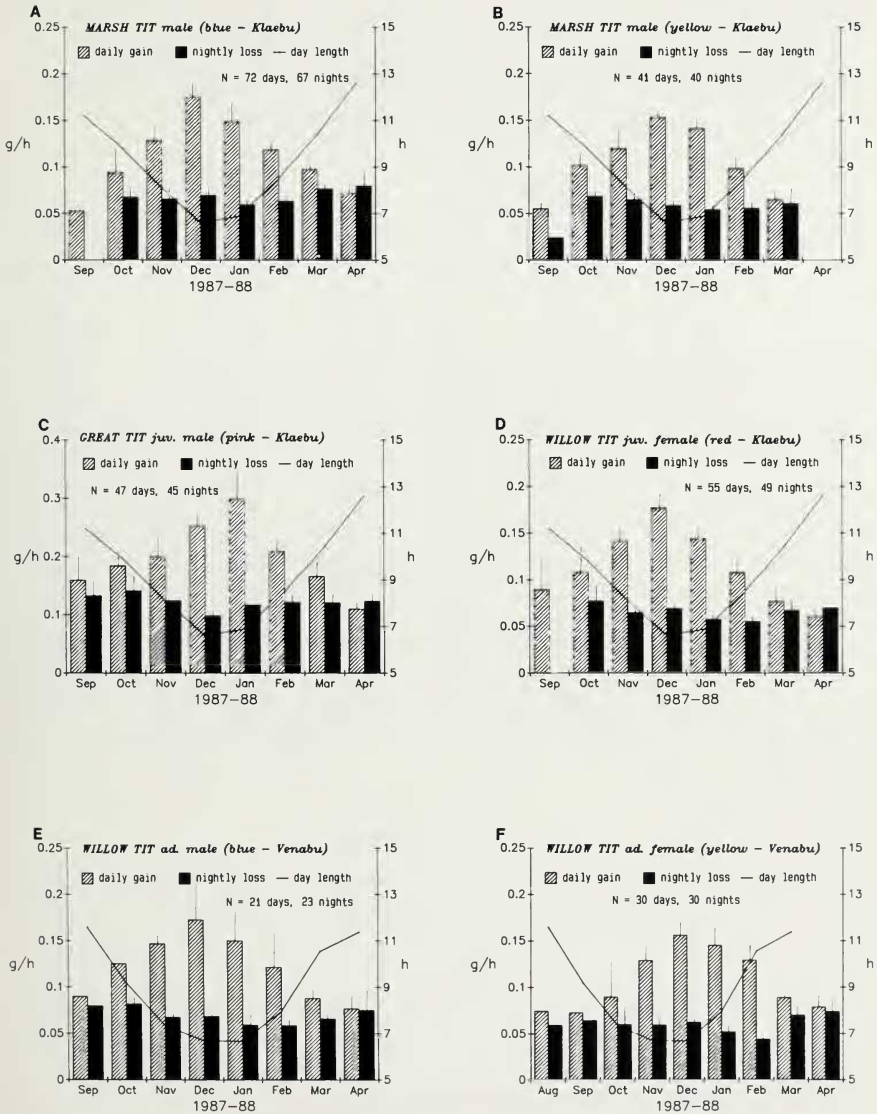 A
MARSH TIT male (blue – Klaebu)
daily gain nightly loss day length
N = 72 days, 67 nights
0.25
0.2
0.15
0.1
0.05
0
g/h
15
13
11
9
7
5
h
Sep Oct Nov Dec Jan Feb Mar Apr
1987–88
B
MARSH TIT male (yellow – Klaebu)
daily gain nightly loss day length
N = 41 days, 40 nights
0.25
0.2
0.15
0.1
0.05
0
g/h
15
13
11
9
7
5
h
Sep Oct Nov Dec Jan Feb Mar Apr
1987–88
C
GREAT TIT juv. male (pink – Klaebu)
daily gain nightly loss day length
N = 47 days, 45 nights
0.4
0.3
0.2
0.1
0
g/h
15
13
11
9
7
5
h
Sep Oct Nov Dec Jan Feb Mar Apr
1987–88
D
WILLOW TIT juv. female (red – Klaebu)
daily gain nighly loss day length
N = 55 days, 49 nights
0.25
0.2
0.15
0.1
0.05
0
g/h
15
13
11
9
7
5
h
Sep Oct Nov Dec Jan Feb Mar Apr
1987–88
E
WILLOW TIT ad. male (blue – Venabu)
daily gain nightly loss day length
N = 21 days, 23 nights
0.25
0.2
0.15
0.1
0.05
0
g/h
15
13
11
9
7
5
h
Sep Oct Nov Dec Jan Feb Mar Apr
1987–88
F
WILLOW TIT ad. female (yellow – Venabu)
daily gain nightly loss day length
N = 30 days, 30 nights
0.25
0.2
0.15
0.1
0.05
0
g/h
15
13
11
9
7
5
h
Aug Sep Oct Nov Dec Jan Feb Mar Apr
1987–88